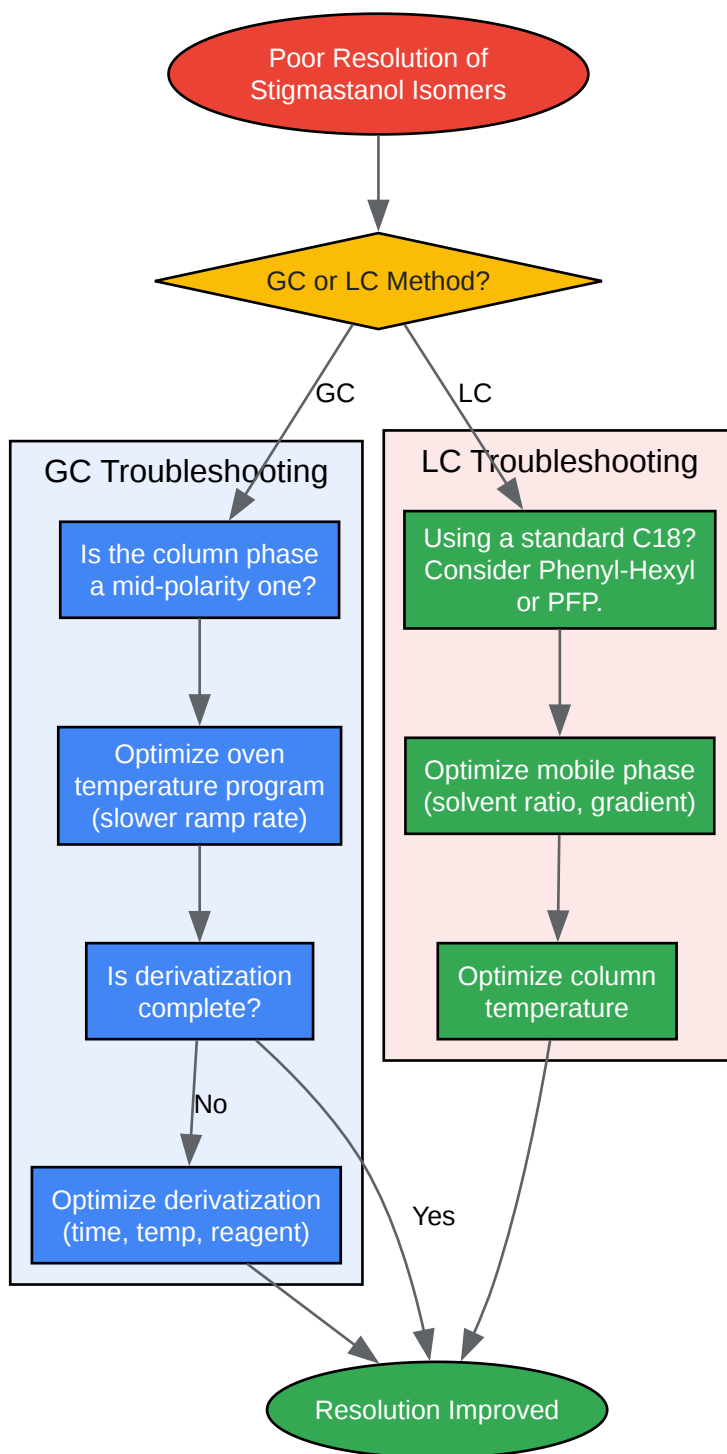 Poor Resolution of
Stigmastanol Isomers
GC or LC Method?
GC
LC
GC Troubleshooting
Is the column phase
a mid-polarity one?
Optimize oven
temperature program
(slower ramp rate)
Is derivatization
complete?
No
Optimize derivatization
(time, temp, reagent)
Yes
LC Troubleshooting
Using a standard C18?
Consider Phenyl-Hexyl
or PFP.
Optimize mobile phase
(solvent ratio, gradient)
Optimize column
temperature
Resolution Improved